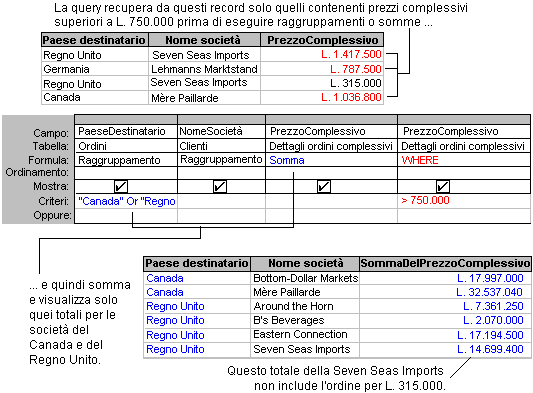 La query recupera da questi record solo quelli contenenti prezzi complessivi
superiori a L. 750.000 prima di eseguire raggruppamenti o somme ...
Paese destinatario Nome società PrezzoComplessivo
Regno Unito Seven Seas Imports L. 1.417.500
Germania Lehmanns Marktstand L. 787.500
Regno Unito Seven Seas Imports L. 315.000
Canada Mère Paillarde L. 1.036.800
Campo: PaeseDestinatario NomeSocietà PrezzoComplessivo PrezzoComplessivo
Tabella: Ordini Clienti Dettagli ordini complessivi Dettagli ordini complessivi
Formula: Raggruppamento Raggruppamento Somma WHERE
Ordinamento:
Mostra:
Criteri: "Canada" Or "Regno > 750.000
Oppure:
... e quindi somma
e visualizza solo
quei totali per le
società del
Canada e del
Regno Unito.
Paese destinatario Nome società SommaDelPrezzoComplessivo
Canada Bottom-Dollar Markets L. 17.997.000
Canada Mère Paillarde L. 32.537.040
Regno Unito Around the Horn L. 7.361.250
Regno Unito B's Beverages L. 2.070.000
Regno Unito Eastern Connection L. 17.194.500
Regno Unito Seven Seas Imports L. 14.699.400
Questo totale della Seven Seas Imports
non include l'ordine per L. 315.000.